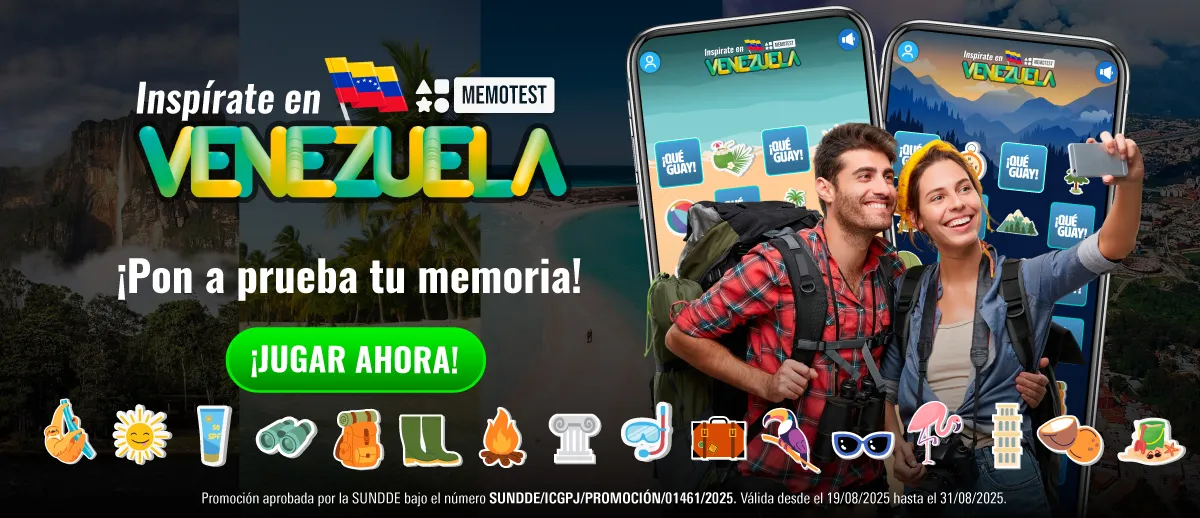 Inspírate en
MEMOTEST
VENEZUELA
¡Pon a prueba tu memoria!
¡JUGAR AHORA!
Inspírate en
MEMOTEST
VENEZUELA
¡QUÉ
GUAY!
¡QUÉ
GUAY!
Inspírate en
MEMOTEST
VENEZUELA
¡QUÉ
GUAY!
¡QUÉ
GUAY!
50
SPF
Promoción aprobada por la SUNDDE bajo el número SUNDDE/ICGPJ/PROMOCIÓN/01461/2025. Válida desde el 19/08/2025 hasta el 31/08/2025.